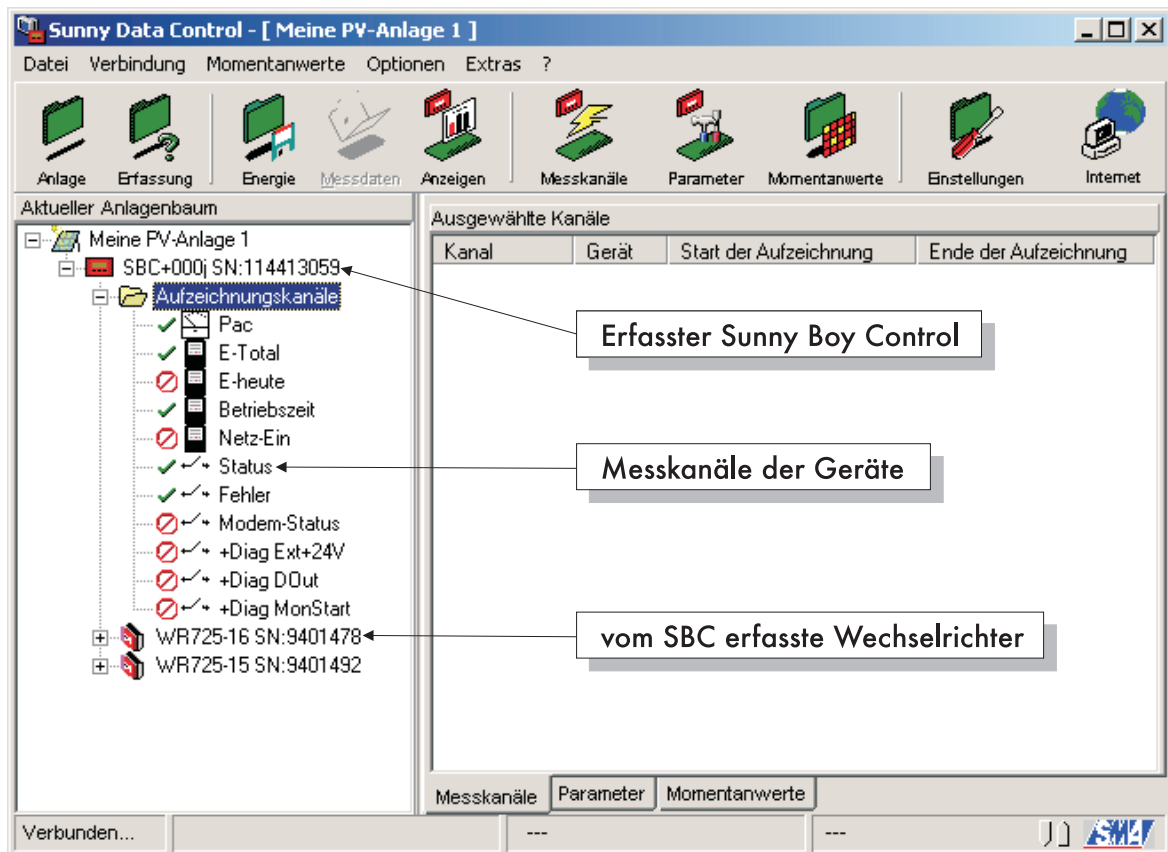 Sunny Data Control - [ Meine PV-Anlage 1 ]
Datei Verbindung Momentanwerte Optionen Extras ?
Anlage Erfassung Energie Messdaten Anzeigen Messkanäle Parameter Momentanwerte Einstellungen Internet
Aktueller Anlagenbaum
Meine PV-Anlage 1
SBC+000j SN:114413059
Aufzeichnungskanäle
Pac
E-Total
E-heute
Betriebszeit
Netz-Ein
Status
Fehler
Modem-Status
+Diag Ext+24V
+Diag DOut
+Diag MonStart
WR725-16 SN:9401478
WR725-15 SN:9401492
Ausgewählte Kanäle
Kanal Gerät Start der Aufzeichnung Ende der Aufzeichnung
Erfasster Sunny Boy Control
Messkanäle der Geräte
vom SBC erfasste Wechselrichter
Messkanäle Parameter Momentanwerte
Verbunden... --- --- SMA